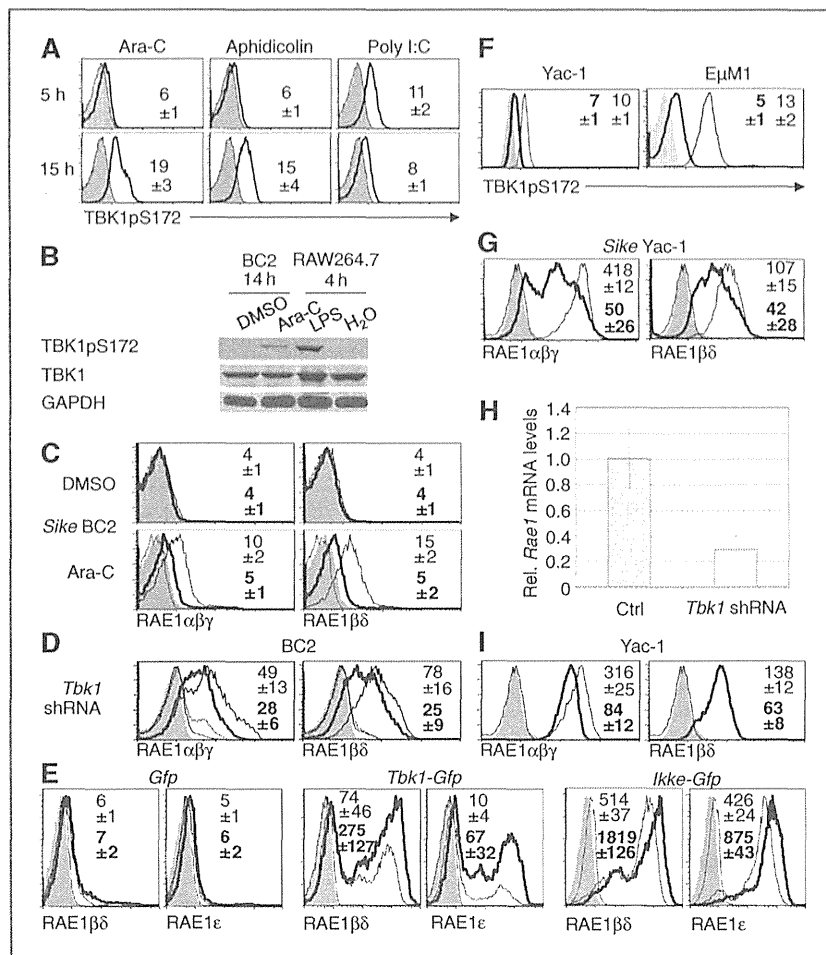 A
Ara-C Aphidicolin Poly I:C
5 h
6 ±1
6 ±1
11 ±2
15 h
19 ±3
15 ±4
8 ±1
TBK1pS172
B
BC2 RAW264.7
14 h 4 h
DMSO Ara-C LPS H2O
TBK1pS172
TBK1
GAPDH
C
DMSO
4 ±1
4 ±1
4 ±1
4 ±1
Sike BC2
Ara-C
10 ±2
5 ±1
15 ±2
5 ±2
RAE1αβγ RAE1βδ
D
BC2
Tbk1 shRNA
49 ±13
28 ±6
78 ±16
25 ±9
RAE1αβγ RAE1βδ
E
Gfp Tbk1-Gfp Ikke-Gfp
6 ±1
7 ±2
5 ±1
6 ±2
74 ±46
275 ±127
10 ±4
67 ±32
514 ±37
1819 ±126
426 ±24
875 ±43
RAE1βδ RAE1ε RAE1βδ RAE1ε RAE1βδ RAE1ε
F
Yac-1 EμM1
7 10
±1 ±1
5 13
±1 ±2
TBK1pS172
G
Sike Yac-1
418 ±12
50 ±26
107 ±15
42 ±28
RAE1αβγ RAE1βδ
H
Rel. Rae1 mRNA levels
1.4
1.2
1.0
0.8
0.6
0.4
0.2
0
Ctrl Tbk1 shRNA
I
Yac-1
316 ±25
84 ±12
138 ±12
63 ±8
RAE1αβγ RAE1βδ